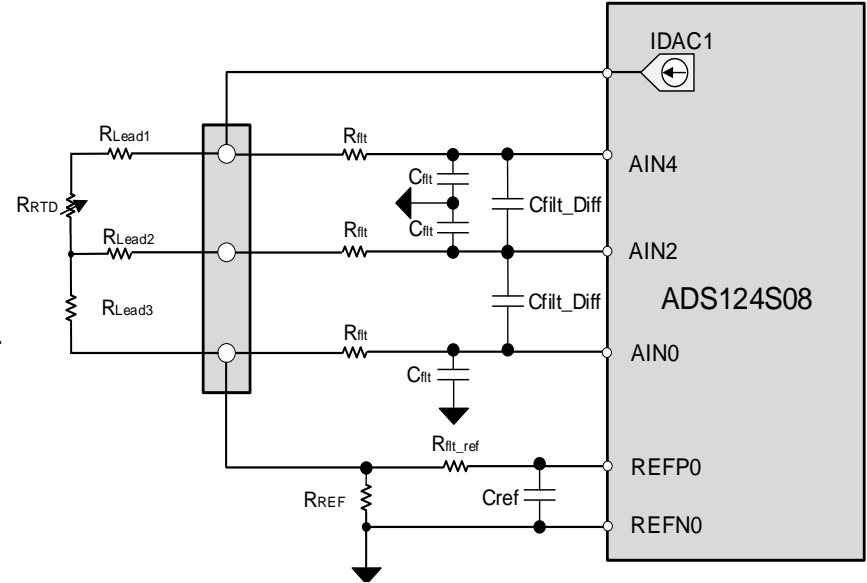 IDAC1
RLead1
Rflt
AIN4
Cflt
Cfilt_Diff
RRTD
RLead2
Rflt
Cflt
AIN2
ADS124S08
RLead3
Cfilt_Diff
Rflt
AIN0
Cflt
Rflt_ref
REFP0
RREF
Cref
REFN0